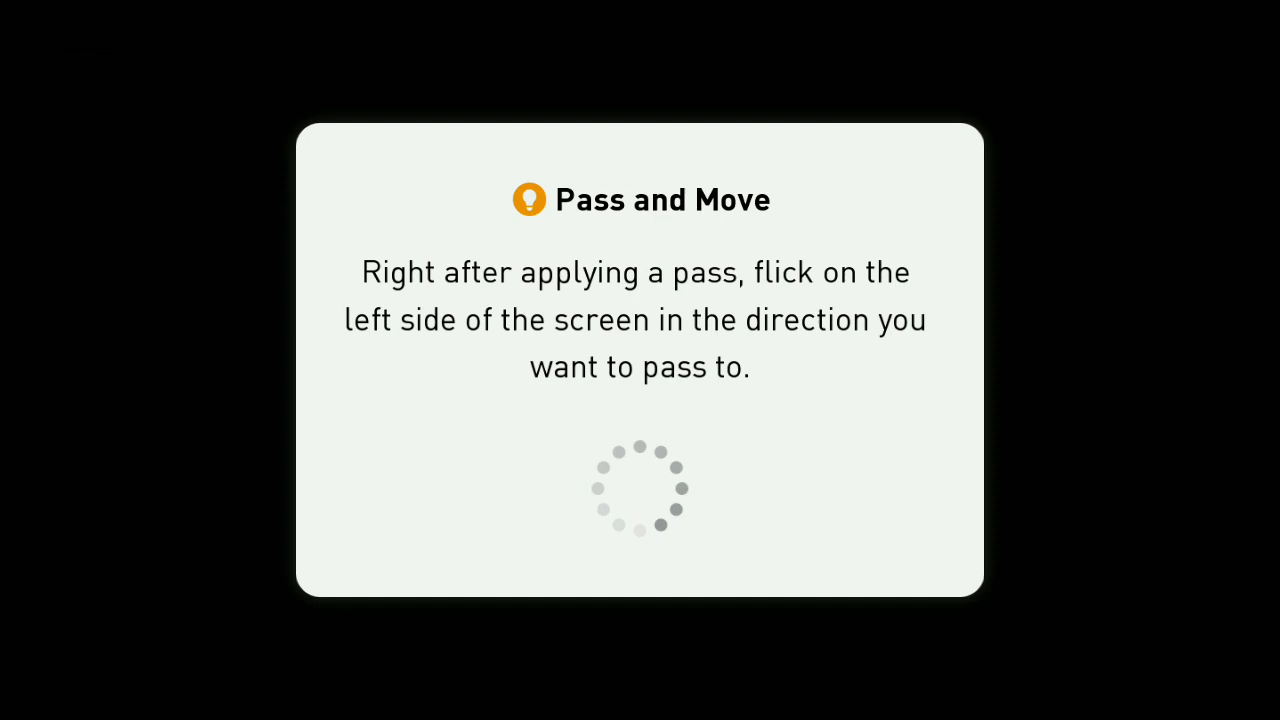 Pass and Move
Right after applying a pass, flick on the
left side of the screen in the direction you
want to pass to.